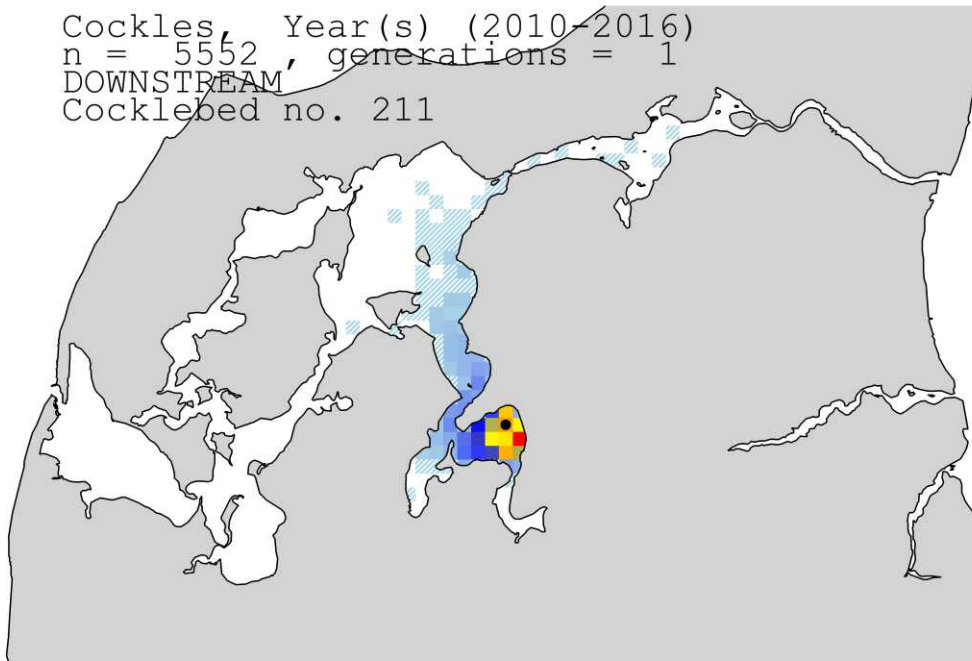 Cockles, Year(s) (2010-2016)
n = 5552 , generations = 1
DOWNSTREAM
Cocklebed no. 211